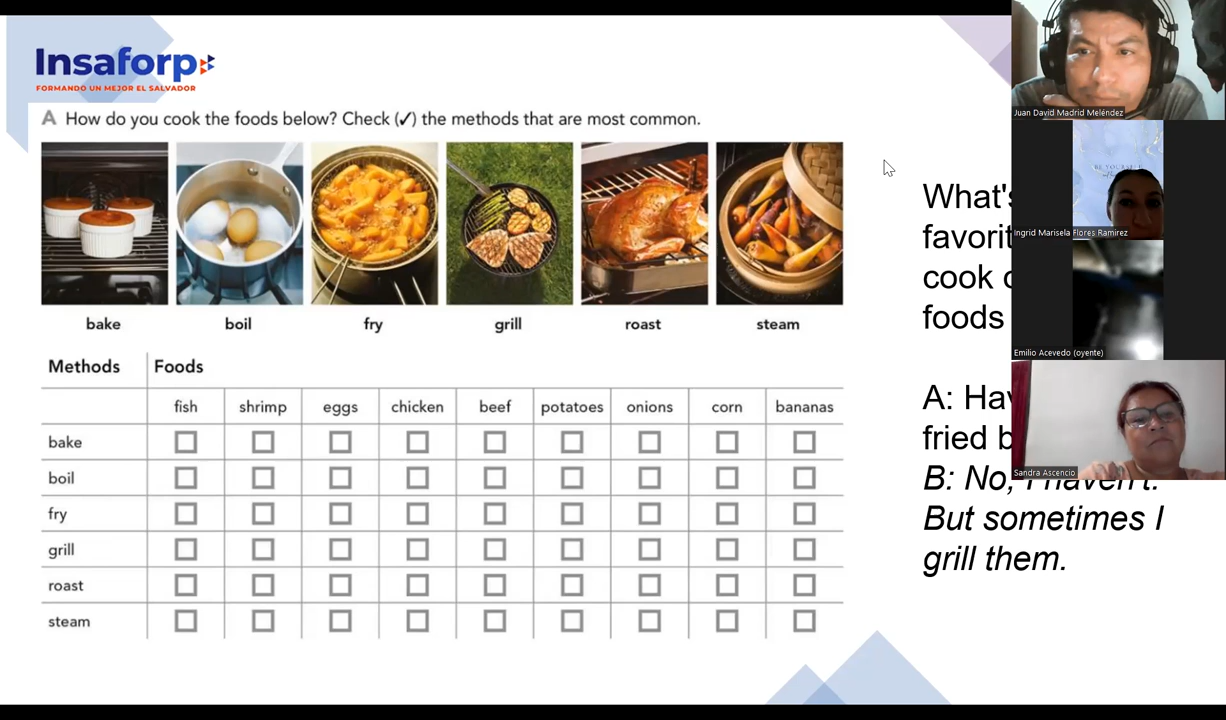 Insaforp
FORMANDO UN MEJOR EL SALVADOR
A How do you cook the foods below? Check (✓) the methods that are most common.
bake boil fry grill roast steam
Methods Foods
fish shrimp eggs chicken beef potatoes onions corn bananas
bake
boil
fry
grill
roast
steam
What's
favorit
cook
foods
A: Hav
fried b
B: No, I haven't.
But sometimes I
grill them.
Juan David Madrid Meléndez
BE YOURSELF
Ingrid Marisela Flores Ramirez
Emilio Acevedo (oyente)
Sandra Ascencio